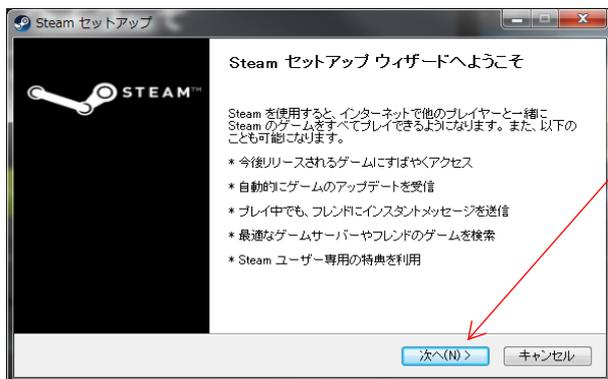 Steam セットアップ
STEAM™
Steam セットアップ ウィザードへようこそ
Steam を使用すると、インターネットで他のプレイヤーと一緒に
Steam のゲームをすべてプレイできるようになります。また、以下の
ことも可能になります。
* 今後リリースされるゲームにすばやくアクセス
* 自動的にゲームのアップデートを受信
* プレイ中でも、フレンドにインスタントメッセージを送信
* 最適なゲームサーバーやフレンドのゲームを検索
* Steam ユーザー専用の特典を利用
次へ(N) >
キャンセル